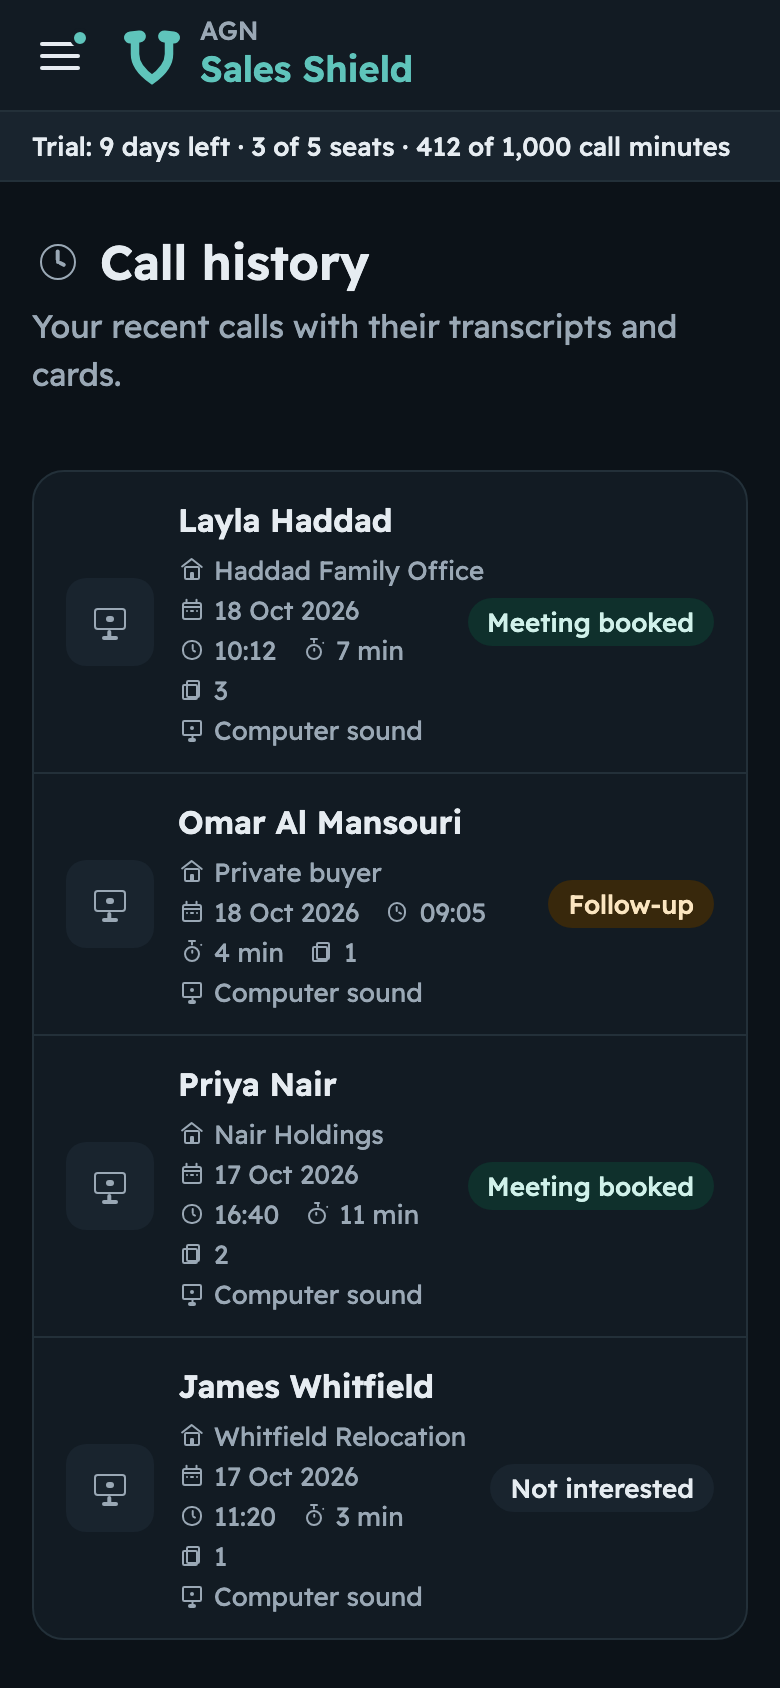 AGN
Sales Shield
Trial: 9 days left · 3 of 5 seats · 412 of 1,000 call minutes
Call history
Your recent calls with their transcripts and
cards.
Layla Haddad
Haddad Family Office
18 Oct 2026
10:12 7 min
3
Computer sound
Meeting booked
Omar Al Mansouri
Private buyer
18 Oct 2026 09:05
4 min 1
Computer sound
Follow-up
Priya Nair
Nair Holdings
17 Oct 2026
16:40 11 min
2
Computer sound
Meeting booked
James Whitfield
Whitfield Relocation
17 Oct 2026
11:20 3 min
1
Computer sound
Not interested